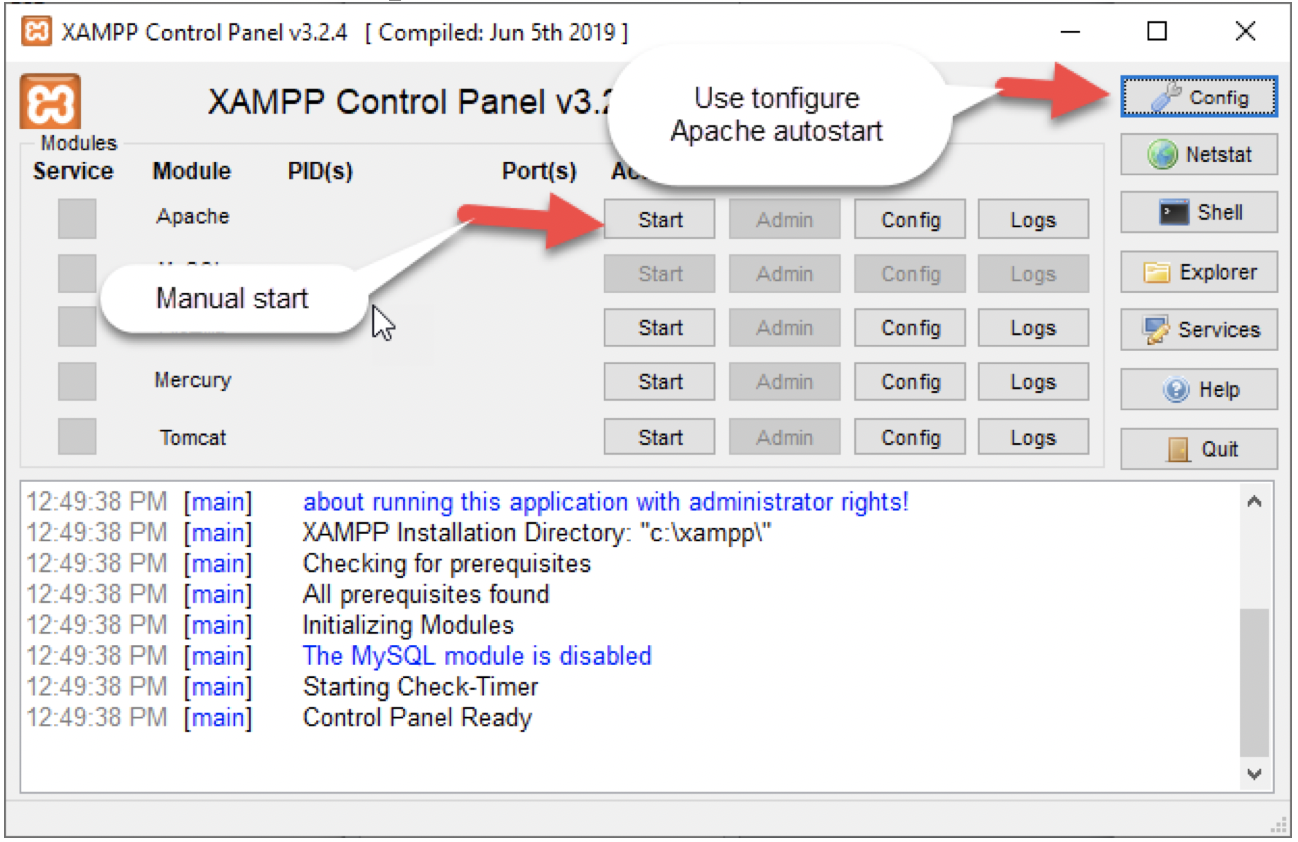 XAMPP Control Panel v3.2.4 [ Compiled: Jun 5th 2019 ]
XAMPP Control Panel v3.2
Use tonfigure
Apache autostart
Config
Modules
Service Module PID(s) Port(s)
Netstat
Apache Start Admin Config Logs
Shell
Start Admin Config Logs
Explorer
Manual start
Start Admin Config Logs
Services
Mercury Start Admin Config Logs
Help
Tomcat Start Admin Config Logs
Quit
12:49:38 PM [main] about running this application with administrator rights!
12:49:38 PM [main] XAMPP Installation Directory: "c:\xampp\"
12:49:38 PM [main] Checking for prerequisites
12:49:38 PM [main] All prerequisites found
12:49:38 PM [main] Initializing Modules
12:49:38 PM [main] The MySQL module is disabled
12:49:38 PM [main] Starting Check-Timer
12:49:38 PM [main] Control Panel Ready